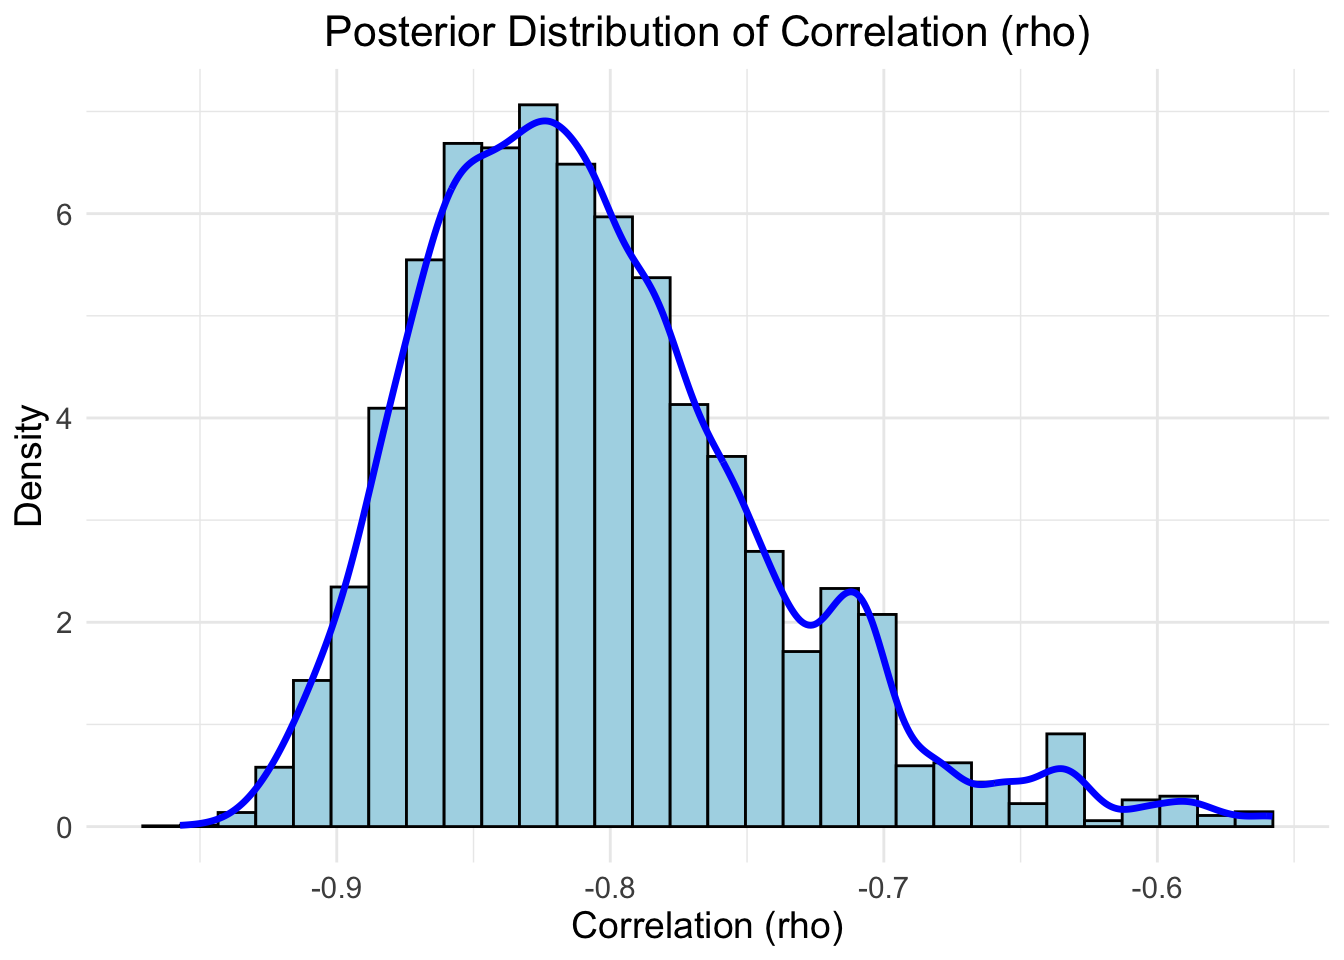 Posterior Distribution of Correlation (rho)
Density
6
4
2
0
-0.9 -0.8 -0.7 -0.6
Correlation (rho)